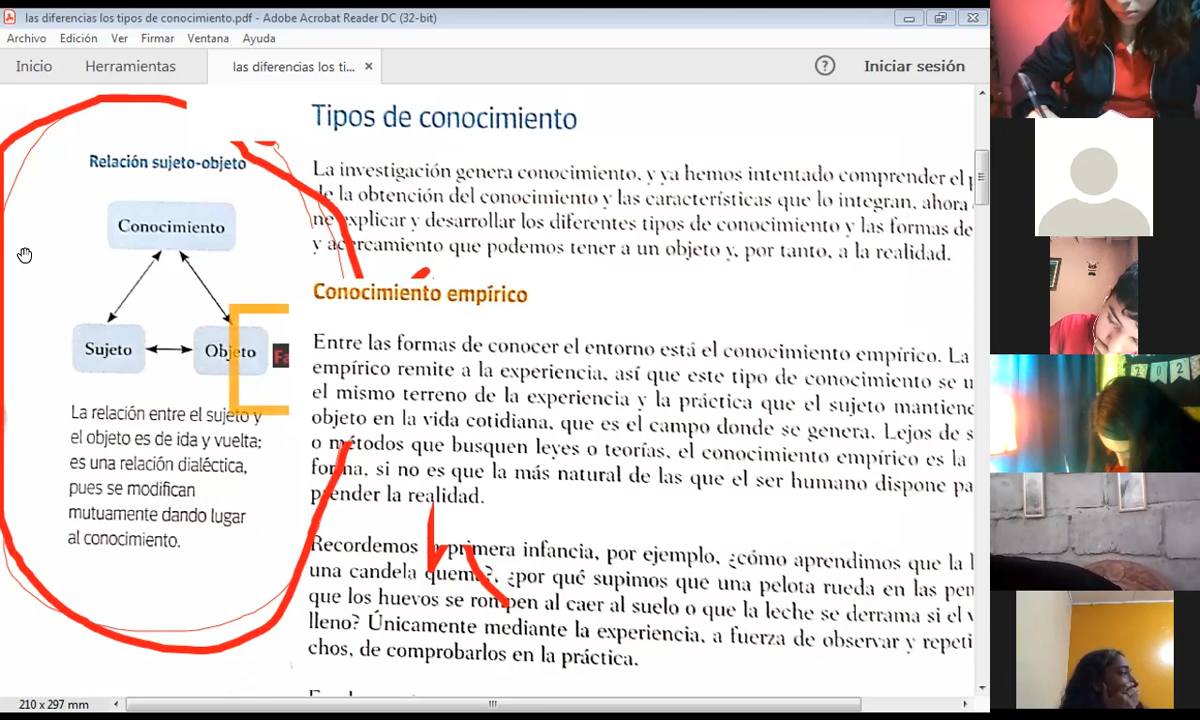 las diferencias los tipos de conocimiento.pdf - Adobe Acrobat Reader DC (32-bit)
Archivo Edición Ver Firmar Ventana Ayuda
Inicio Herramientas las diferencias los ti... × ? Iniciar sesión
Relación sujeto-objeto
Conocimiento
Sujeto Objeto
La relación entre el sujeto y
el objeto es de ida y vuelta;
es una relación dialéctica,
pues se modifican
mutuamente dando lugar
al conocimiento.
Tipos de conocimiento
La investigación genera conocimiento, y ya hemos intentado comprender el
de la obtención del conocimiento y las características que lo integran, ahora
ne explicar y desarrollar los diferentes tipos de conocimiento y las formas de
y acercamiento que podemos tener a un objeto y, por tanto, a la realidad.
Conocimiento empírico
Entre las formas de conocer el entorno está el conocimiento empírico. La
empírico remite a la experiencia, así que este tipo de conocimiento se u
el mismo terreno de la experiencia y la práctica que el sujeto mantiene
objeto en la vida cotidiana, que es el campo donde se genera. Lejos de s
o métodos que busquen leyes o teorías, el conocimiento empírico es la
forma, si no es que la más natural de las que el ser humano dispone pa
prender la realidad.
Recordemos la primera infancia, por ejemplo, ¿cómo aprendimos que la l
una candela quema?, ¿por qué supimos que una pelota rueda en las pen
que los huevos se rompen al caer al suelo o que la leche se derrama si el v
lleno? Únicamente mediante la experiencia, a fuerza de observar y repeti
chos, de comprobarlos en la práctica.
210 x 297 mm
202